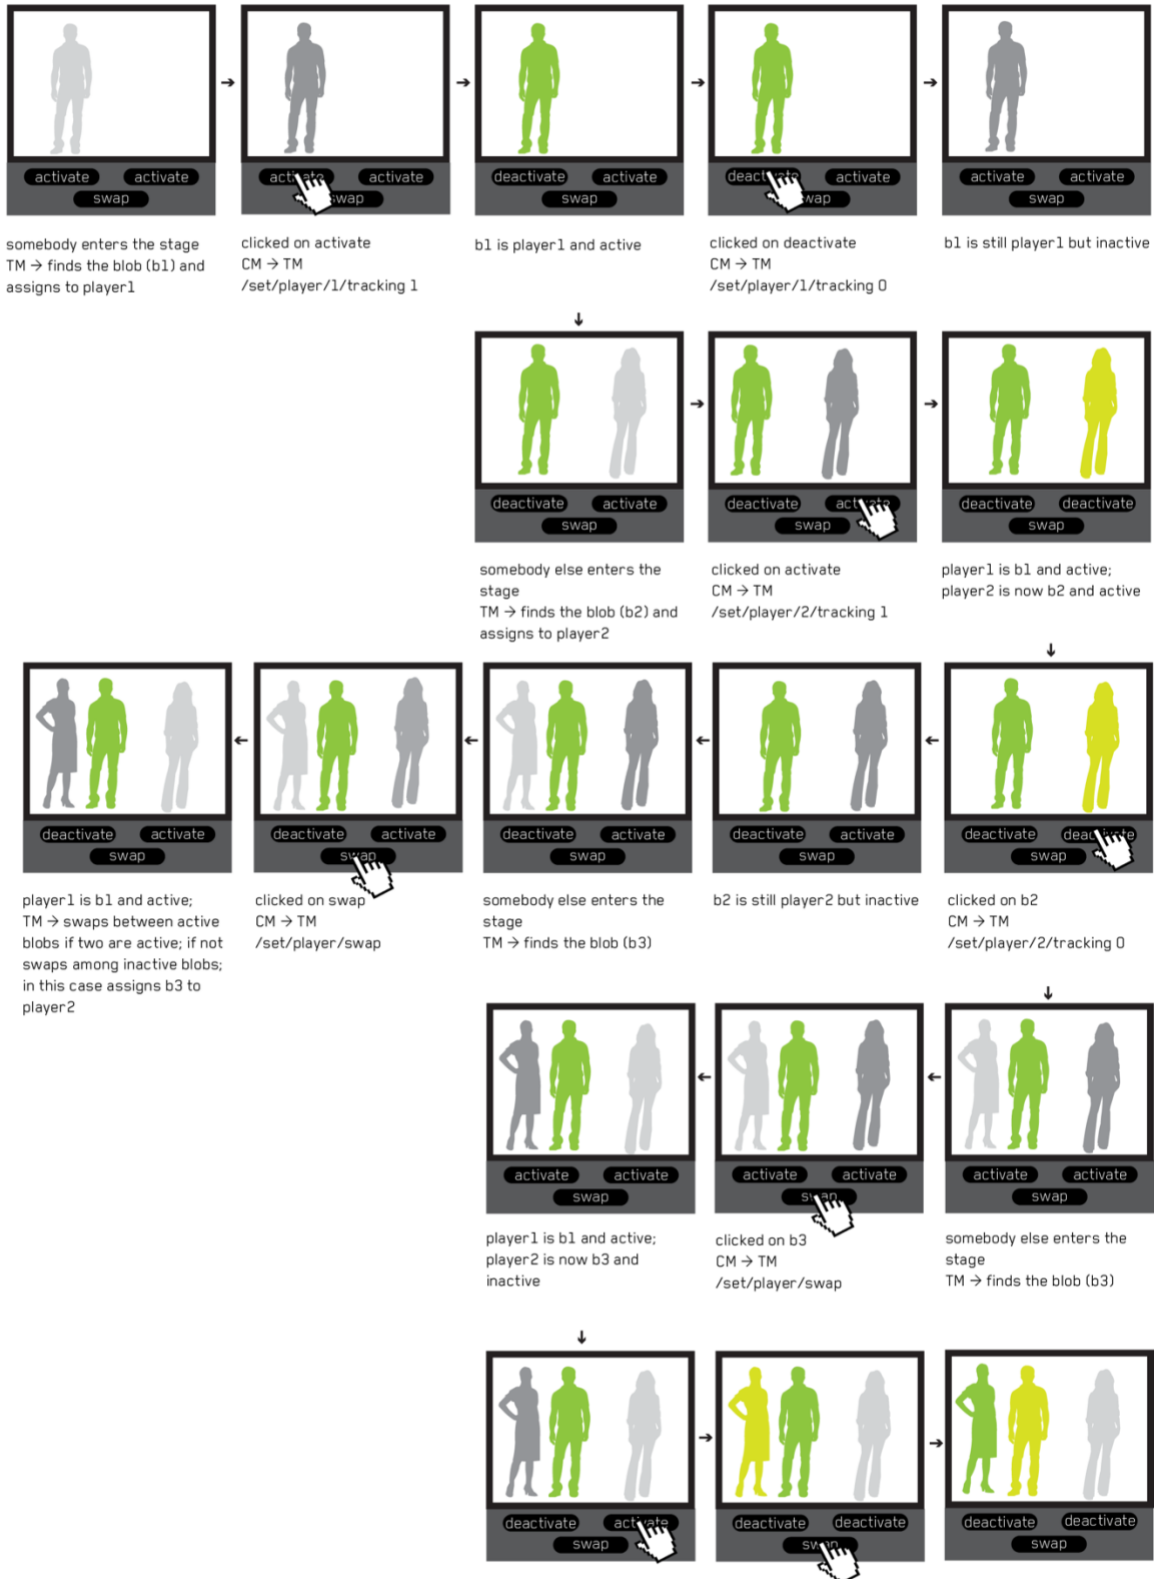 activate activate
swap
activate activate
swap
deactivate activate
swap
deactivate activate
swap
activate activate
swap
somebody enters the stage
TM → finds the blob (b1) and
assigns to player1
clicked on activate
CM → TM
/set/player/1/tracking 1
b1 is player1 and active
clicked on deactivate
CM → TM
/set/player/1/tracking 0
b1 is still player1 but inactive
deactivate activate
swap
deactivate activate
swap
deactivate deactivate
swap
somebody else enters the
stage
TM → finds the blob (b2) and
assigns to player2
clicked on activate
CM → TM
/set/player/2/tracking 1
player1 is b1 and active;
player2 is now b2 and active
deactivate activate
swap
deactivate activate
swap
deactivate activate
swap
deactivate activate
swap
deactivate deactivate
swap
player1 is b1 and active;
TM → swaps between active
blobs if two are active; if not
swaps among inactive blobs;
in this case assigns b3 to
player2
clicked on swap
CM → TM
/set/player/swap
somebody else enters the
stage
TM → finds the blob (b3)
b2 is still player2 but inactive
clicked on b2
CM → TM
/set/player/2/tracking 0
activate activate
swap
activate activate
swap
activate activate
swap
player1 is b1 and active;
player2 is now b3 and
inactive
clicked on b3
CM → TM
/set/player/swap
somebody else enters the
stage
TM → finds the blob (b3)
deactivate activate
swap
deactivate deactivate
swap
deactivate deactivate
swap